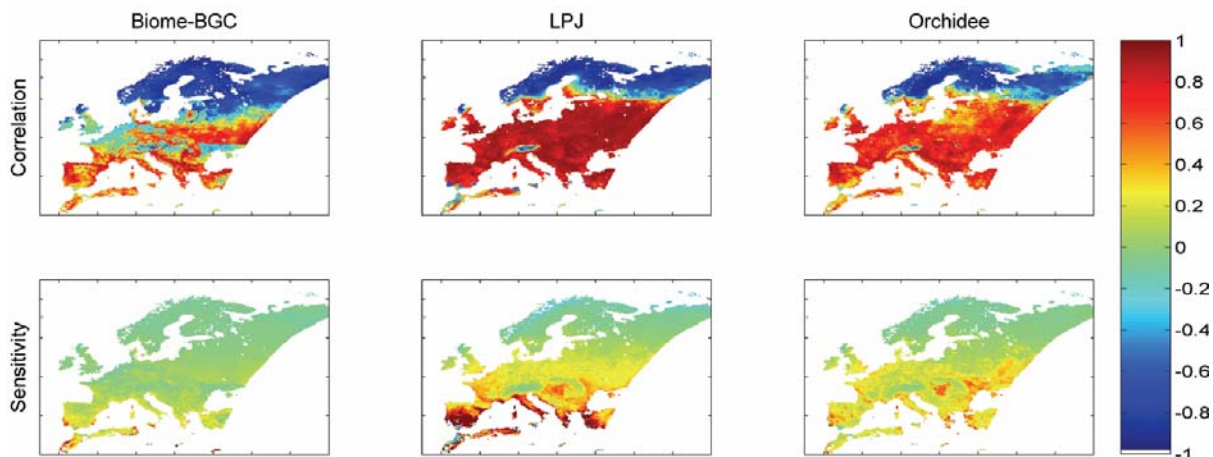 Biome-BGC
LPJ
Orchidee
Correlation
Sensitivity
1
0.8
0.6
0.4
0.2
0
-0.2
-0.4
-0.6
-0.8
-1